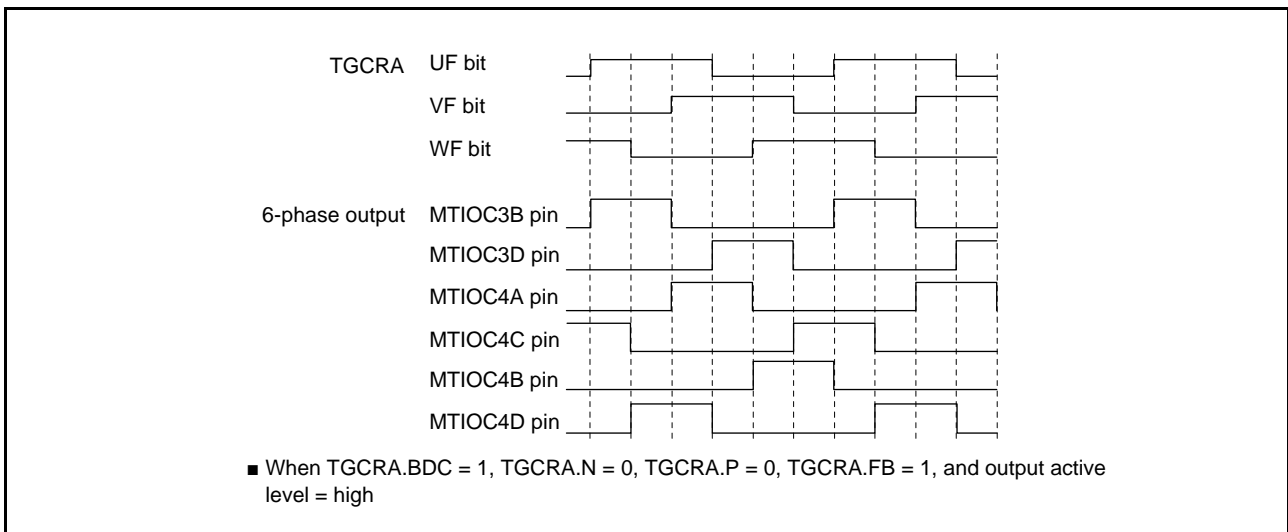 TGCRA UF bit
VF bit
WF bit
6-phase output MTIOC3B pin
MTIOC3D pin
MTIOC4A pin
MTIOC4C pin
MTIOC4B pin
MTIOC4D pin
■ When TGCRA.BDC = 1, TGCRA.N = 0, TGCRA.P = 0, TGCRA.FB = 1, and output active
level = high